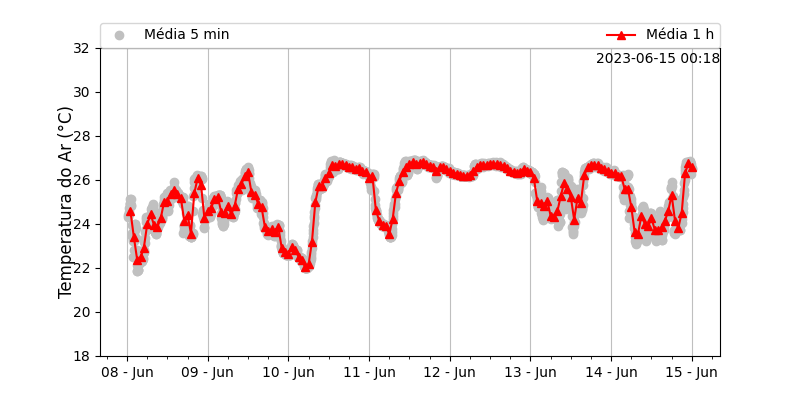 Média 5 min
Média 1 h
2023-06-15 00:18
Temperatura do Ar (°C)
32
30
28
26
24
22
20
18
08 - Jun
09 - Jun
10 - Jun
11 - Jun
12 - Jun
13 - Jun
14 - Jun
15 - Jun